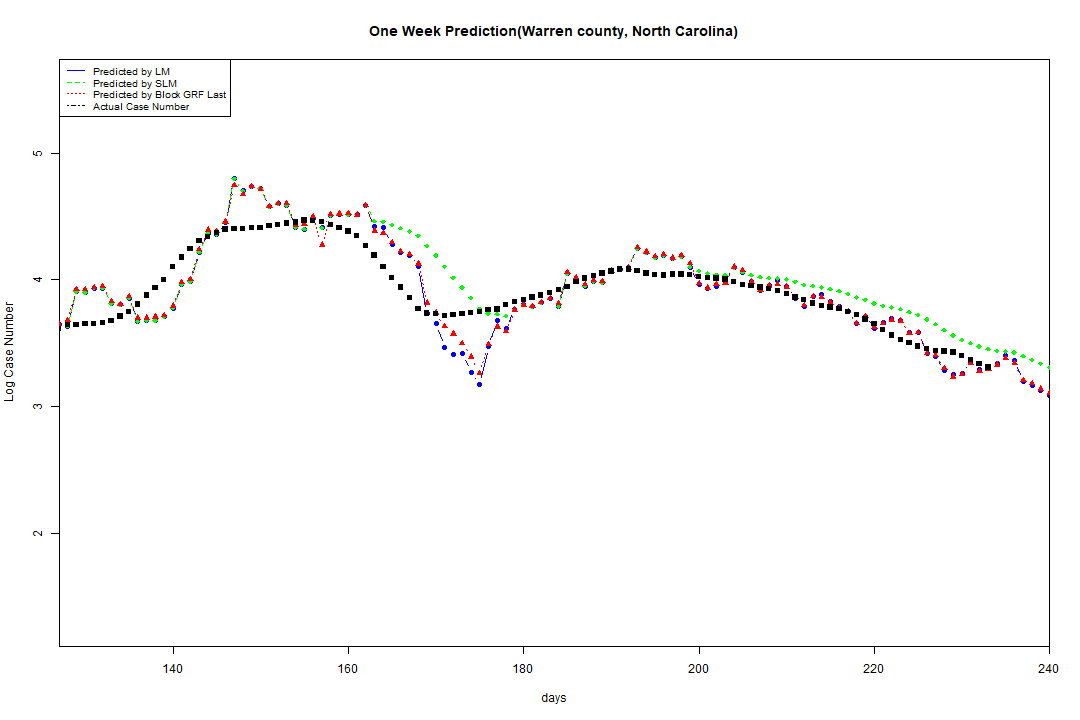 One Week Prediction(Warren county, North Carolina)
Predicted by LM
Predicted by SLM
Predicted by Block GRF Last
Actual Case Number
5
4
3
2
Log Case Number
140 160 180 200 220 240
days